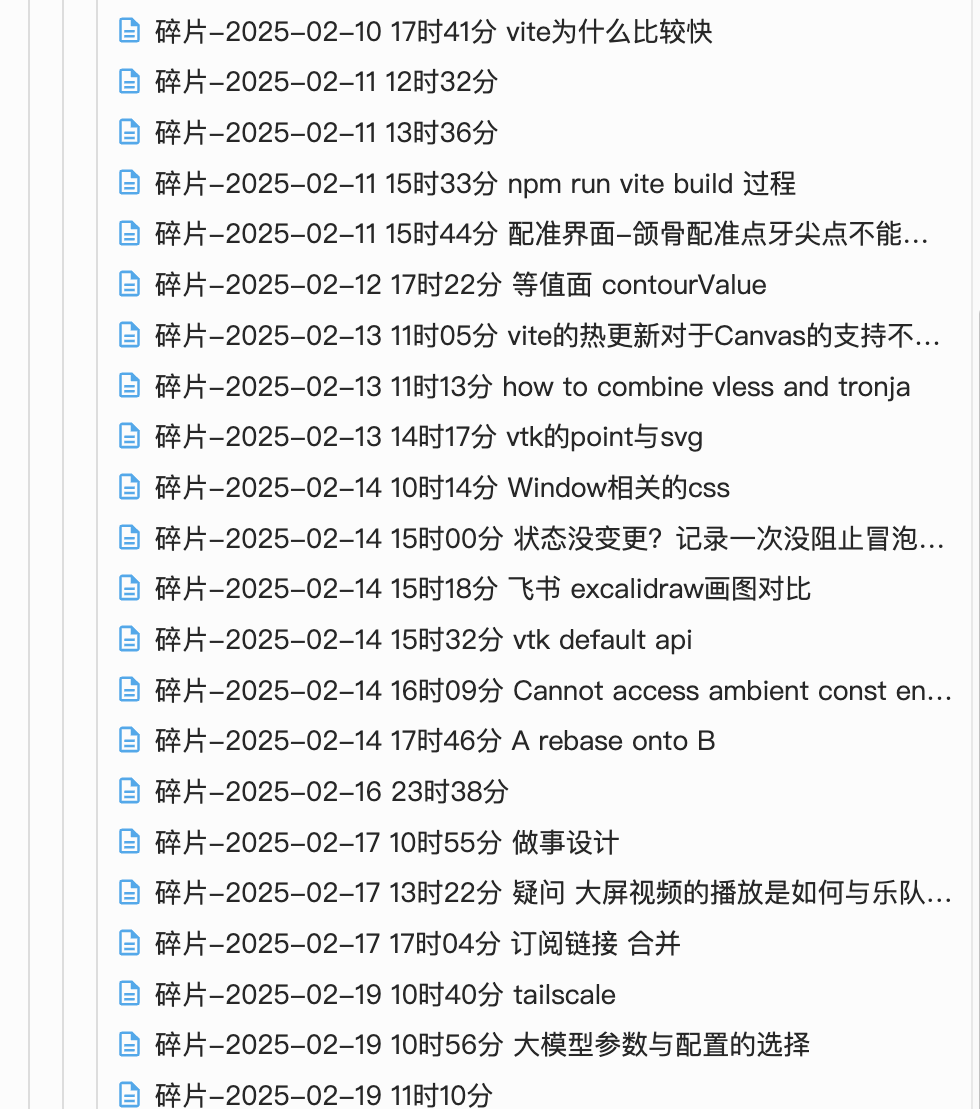 碎片-2025-02-10 17时41分 vite为什么比较快
碎片-2025-02-11 12时32分
碎片-2025-02-11 13时36分
碎片-2025-02-11 15时33分 npm run vite build 过程
碎片-2025-02-11 15时44分 配准界面-颌骨配准点牙尖点不能...
碎片-2025-02-12 17时22分 等值面 contourValue
碎片-2025-02-13 11时05分 vite的热更新对于Canvas的支持不...
碎片-2025-02-13 11时13分 how to combine vless and tronja
碎片-2025-02-13 14时17分 vtk的point与svg
碎片-2025-02-14 10时14分 Window相关的css
碎片-2025-02-14 15时00分 状态没变更？记录一次没阻止冒泡...
碎片-2025-02-14 15时18分 飞书 excalidraw画图对比
碎片-2025-02-14 15时32分 vtk default api
碎片-2025-02-14 16时09分 Cannot access ambient const en...
碎片-2025-02-14 17时46分 A rebase onto B
碎片-2025-02-16 23时38分
碎片-2025-02-17 10时55分 做事设计
碎片-2025-02-17 13时22分 疑问 大屏视频的播放是如何与乐队...
碎片-2025-02-17 17时04分 订阅链接 合并
碎片-2025-02-19 10时40分 tailscale
碎片-2025-02-19 10时56分 大模型参数与配置的选择
碎片-2025-02-19 11时10分